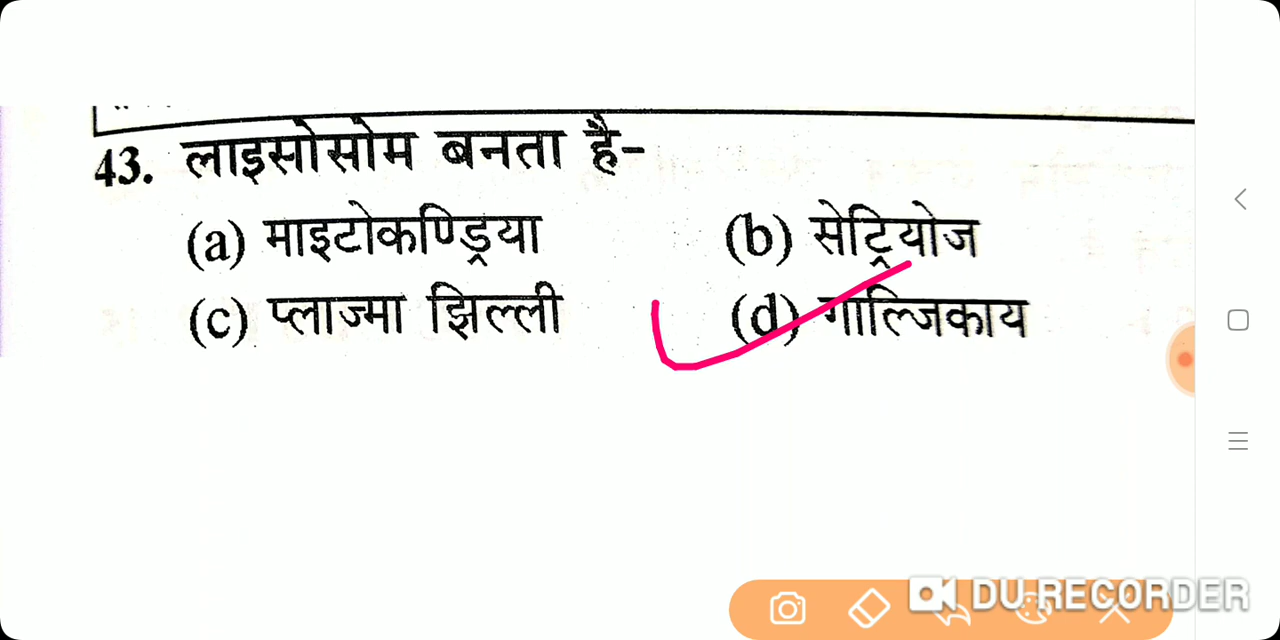 43. लाइसोसोम बनता है-
(a) माइटोकण्ड्रिया (b) सेट्रियोज
(c) प्लाज्मा झिल्ली (d) गाल्जिकाय
DU RECORDER